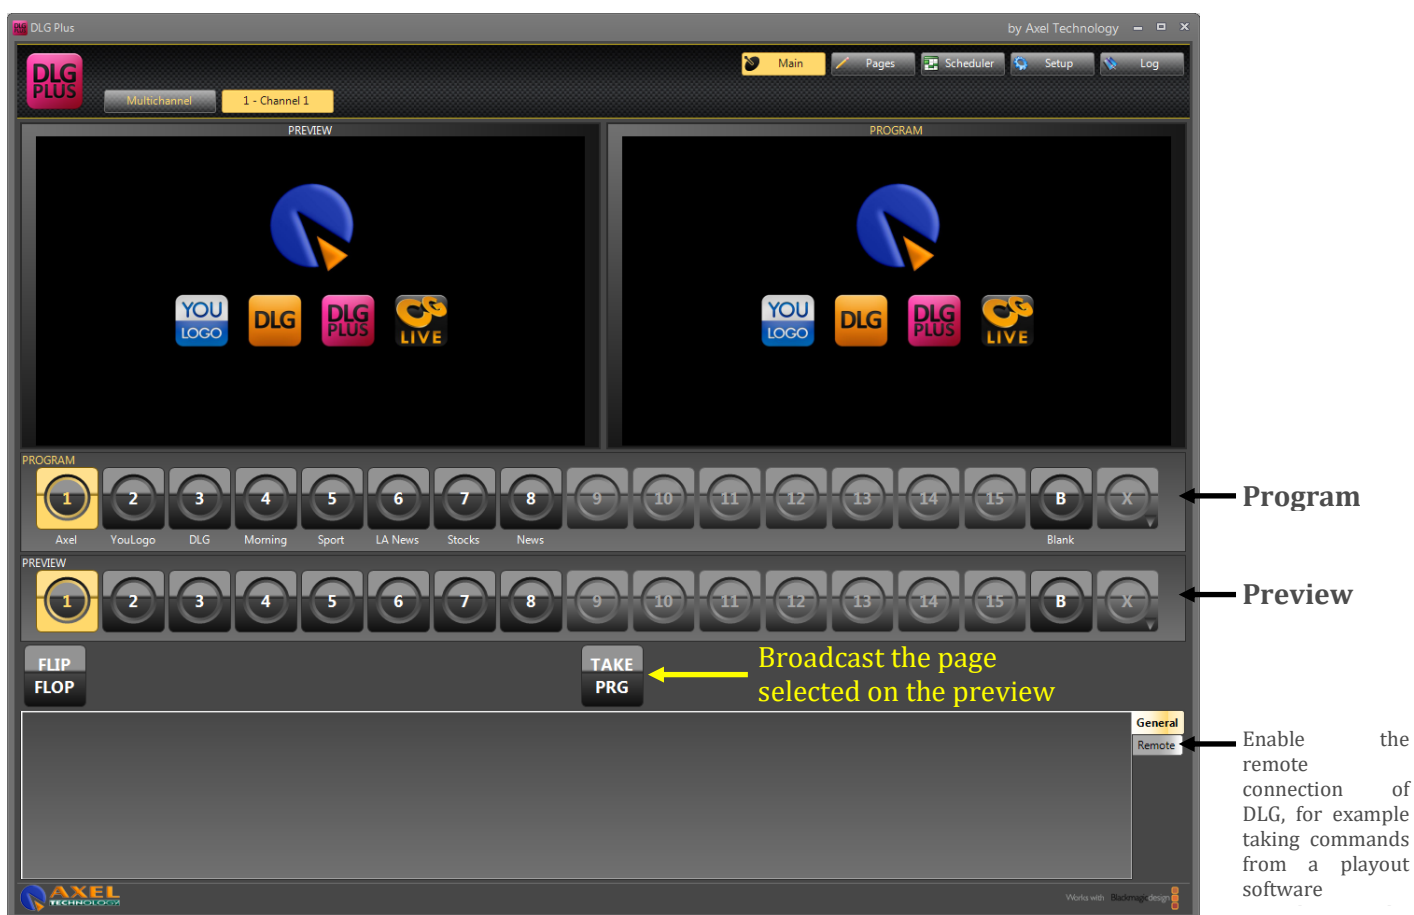 DLG Plus
by Axel Technology
DLG
PLUS
Main
Pages
Scheduler
Setup
Log
Multichannel
1 - Channel 1
PREVIEW
PROGRAM
YOU
LOGO
DLG
DLG
PLUS
CG
LIVE
YOU
LOGO
DLG
DLG
PLUS
CG
LIVE
PROGRAM
1 2 3 4 5 6 7 8 9 10 11 12 13 14 15 B X
Axel YouLogo DLG Morning Sport LA News Stocks News Blank
Program
PREVIEW
1 2 3 4 5 6 7 8 9 10 11 12 13 14 15 B X
Preview
FLIP
FLOP
TAKE
PRG
Broadcast the page
selected on the preview
General
Remote
Enable the
remote
connection of
DLG, for example
taking commands
from a playout
software
AXEL
TECHNOLOGY
Works with Blackmagicdesign